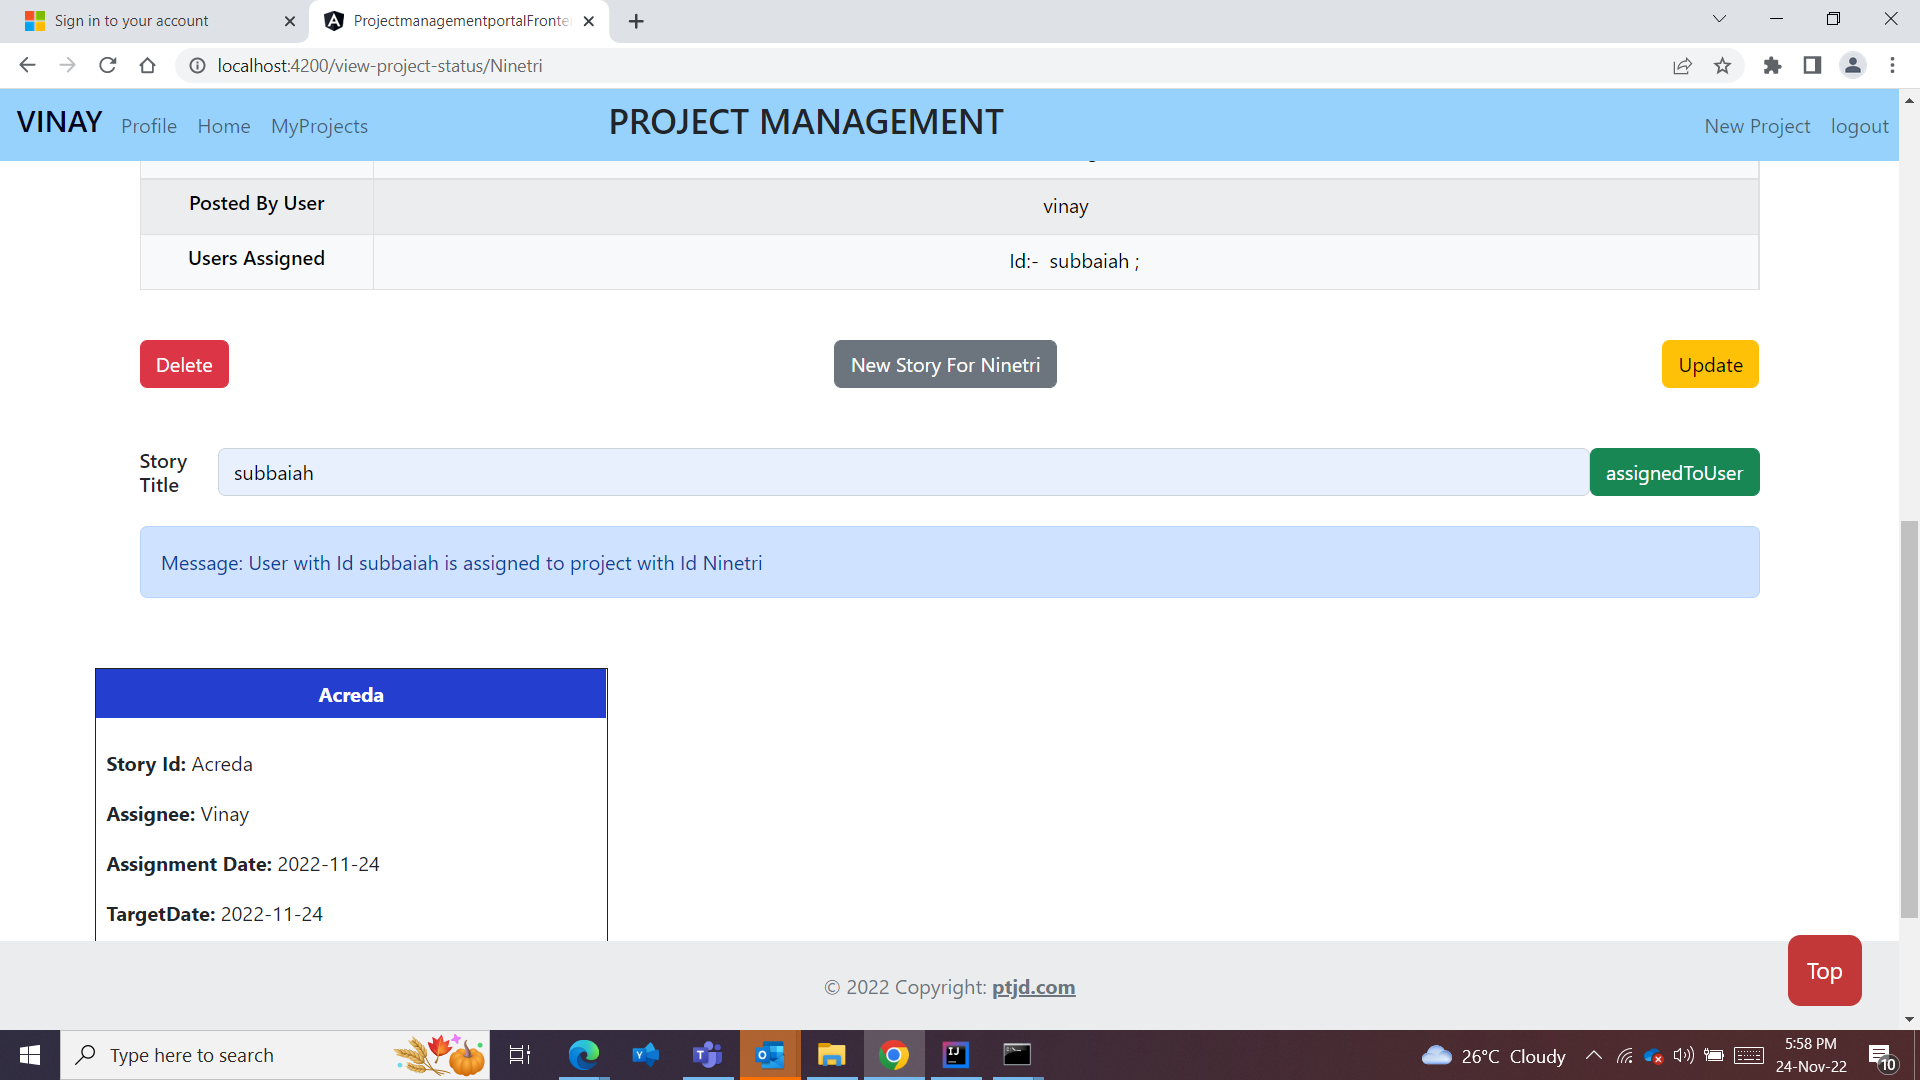 Sign in to your account
ProjectmanagementportalFronte
localhost:4200/view-project-status/Ninetri
VINAY Profile Home MyProjects PROJECT MANAGEMENT New Project logout
Posted By User vinay
Users Assigned Id:- subbaiah ;
Delete New Story For Ninetri Update
Story
Title
subbaiah assignedToUser
Message: User with Id subbaiah is assigned to project with Id Ninetri
Acreda
Story Id: Acreda
Assignee: Vinay
Assignment Date: 2022-11-24
TargetDate: 2022-11-24
Top
© 2022 Copyright: ptjd.com
Type here to search
26°C Cloudy
5:58 PM
24-Nov-22
10